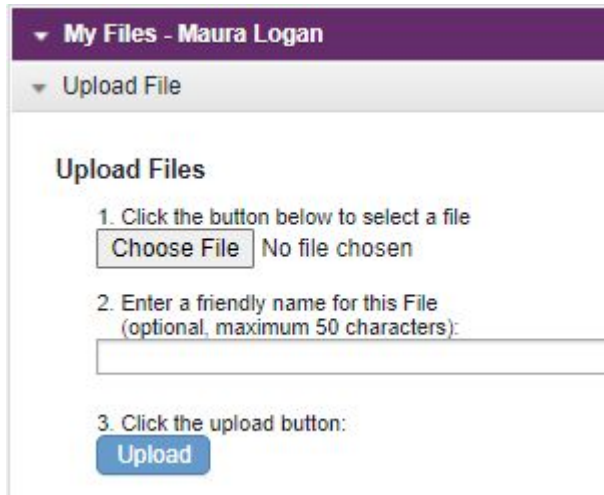 My Files - Maura Logan
Upload File
Upload Files
1. Click the button below to select a file
Choose File No file chosen
2. Enter a friendly name for this File
(optional, maximum 50 characters):
3. Click the upload button:
Upload